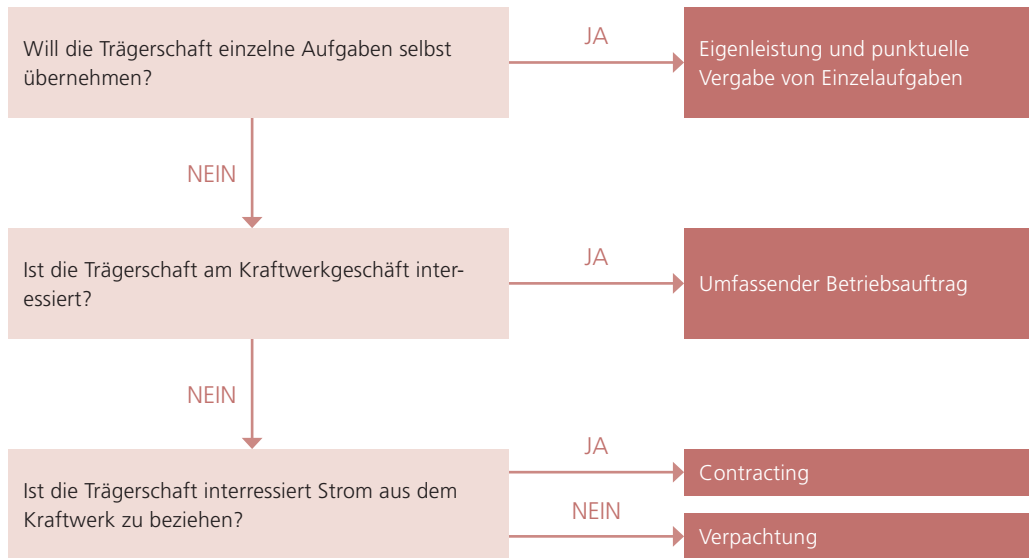 Will die Trägerschaft einzelne Aufgaben selbst
übernehmen?
JA
Eigenleistung und punktuelle
Vergabe von Einzelaufgaben
NEIN
Ist die Trägerschaft am Kraftwerkgeschäft inter-
essiert?
JA
Umfassender Betriebsauftrag
NEIN
Ist die Trägerschaft interressiert Strom aus dem
Kraftwerk zu beziehen?
JA
Contracting
NEIN
Verpachtung